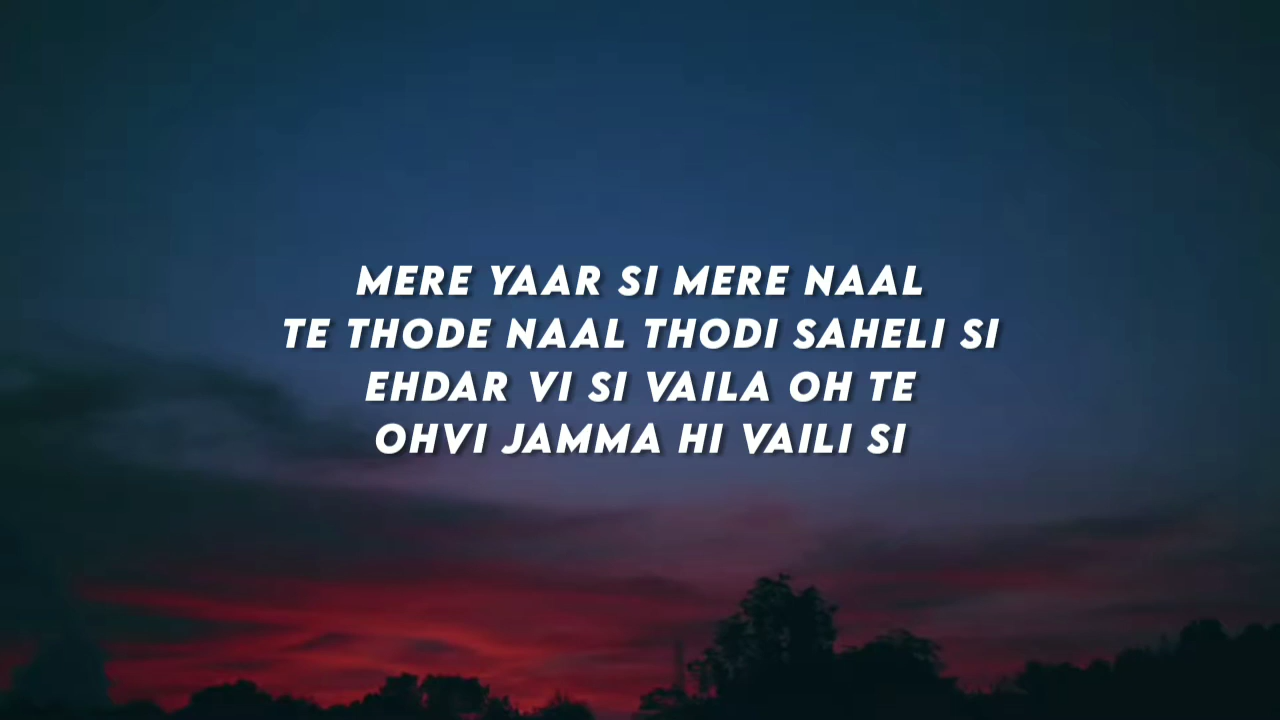 MERE YAAR SI MERE NAAL
TE THODE NAAL THODI SAHELI SI
EHDAR VI SI VAILA OH TE
OHVI JAMMA HI VAILI SI